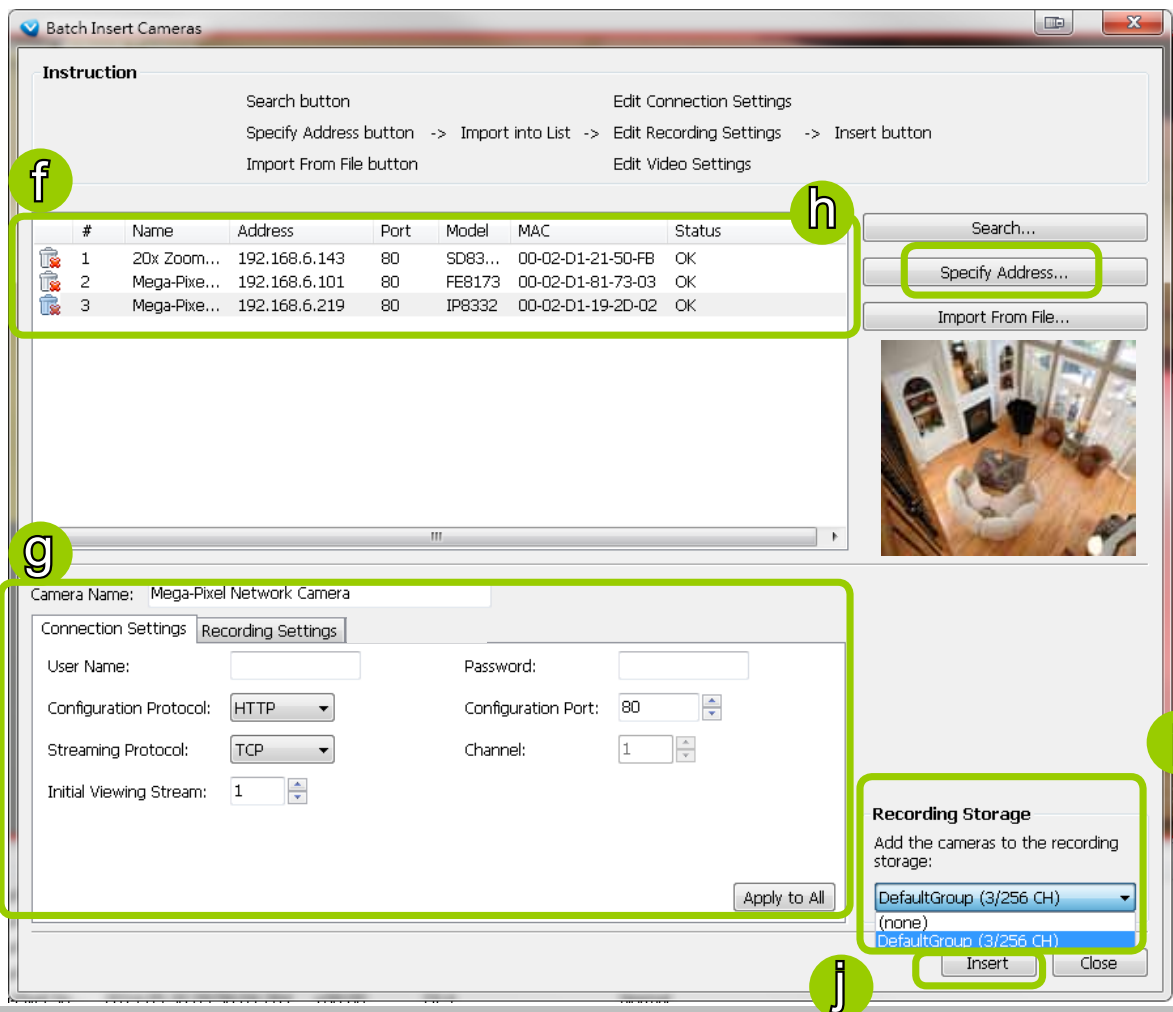 Batch Insert Cameras
Instruction
Search button Edit Connection Settings
Specify Address button -> Import into List -> Edit Recording Settings -> Insert button
Import From File button Edit Video Settings
f
h
# Name Address Port Model MAC Status
1 20x Zoom... 192.168.6.143 80 SD83... 00-02-D1-21-50-FB OK
2 Mega-Pixe... 192.168.6.101 80 FE8173 00-02-D1-81-73-03 OK
3 Mega-Pixe... 192.168.6.219 80 IP8332 00-02-D1-19-2D-02 OK
Search...
Specify Address...
Import From File...
g
Camera Name: Mega-Pixel Network Camera
Connection Settings Recording Settings
User Name: Password:
Configuration Protocol: HTTP Configuration Port: 80
Streaming Protocol: TCP Channel: 1
Initial Viewing Stream: 1
Apply to All
Recording Storage
Add the cameras to the recording
storage:
DefaultGroup (3/256 CH)
(none)
DefaultGroup (3/256 CH)
Insert Close
j